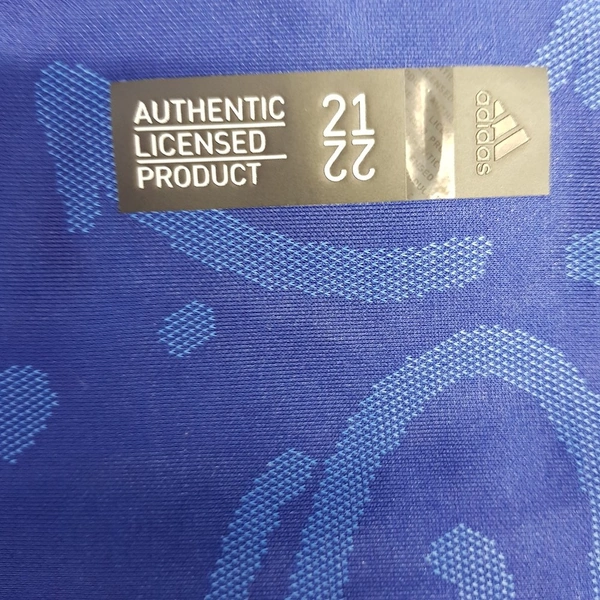 AUTHENTIC
LICENSED
PRODUCT
21
22
adidas